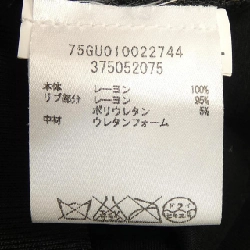 75GU010022744
375052075
本体 レーヨン 100%
リブ部分 レーヨン 95%
ポリウレタン 5%
中材 ウレタンフォーム